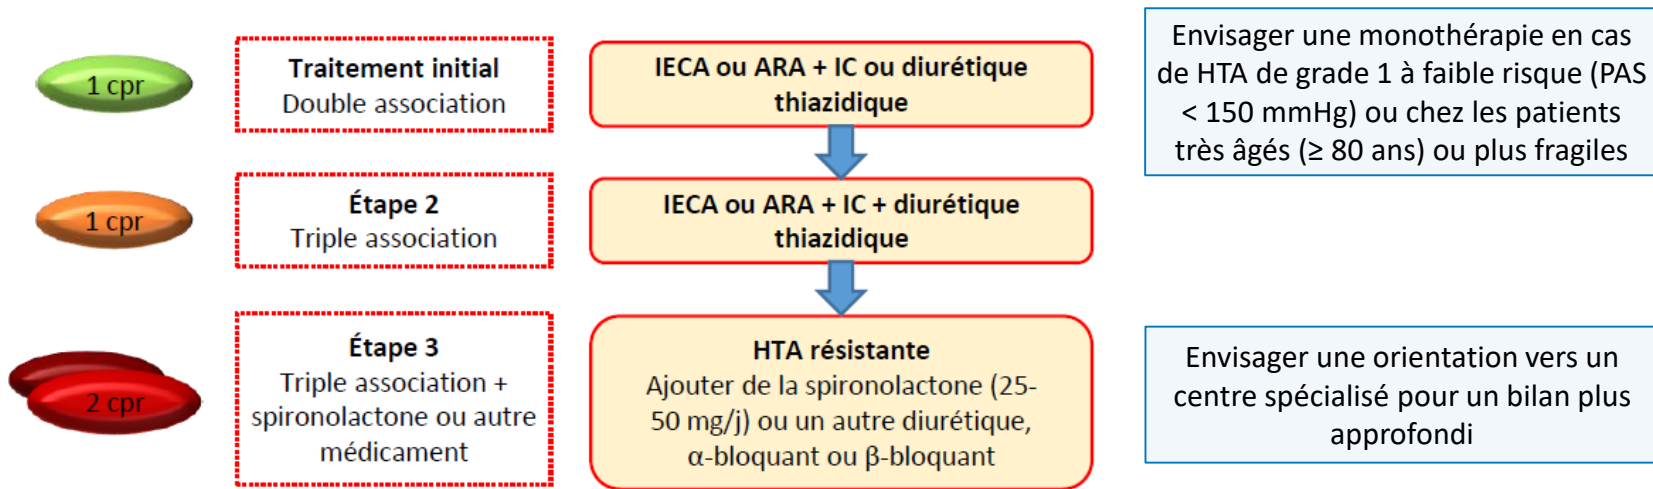 1 cpr
Traitement initial
Double association
IECA ou ARA + IC ou diurétique
thiazidique
Envisager une monothérapie en cas
de HTA de grade 1 à faible risque (PAS
< 150 mmHg) ou chez les patients
très âgés (≥ 80 ans) ou plus fragiles
1 cpr
Étape 2
Triple association
IECA ou ARA + IC + diurétique
thiazidique
2 cpr
Étape 3
Triple association +
spironolactone ou autre
médicament
HTA résistante
Ajouter de la spironolactone (25-
50 mg/j) ou un autre diurétique,
α-bloquant ou β-bloquant
Envisager une orientation vers un
centre spécialisé pour un bilan plus
approfondi